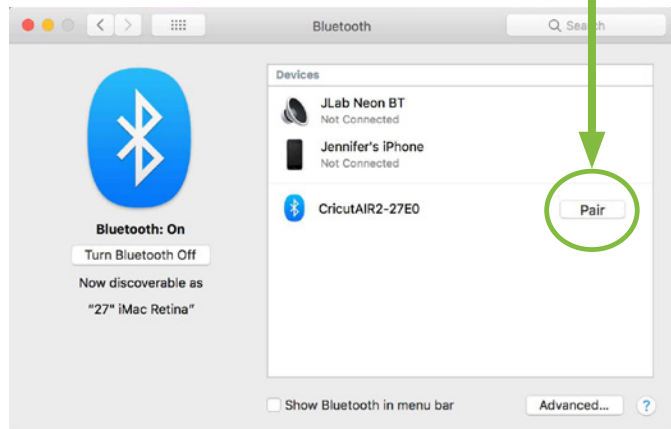 Bluetooth
Search
Devices
JLab Neon BT
Not Connected
Jennifer's iPhone
Not Connected
CricutAIR2-27E0
Pair
Bluetooth: On
Turn Bluetooth Off
Now discoverable as
"27" iMac Retina"
Show Bluetooth in menu bar
Advanced...
?